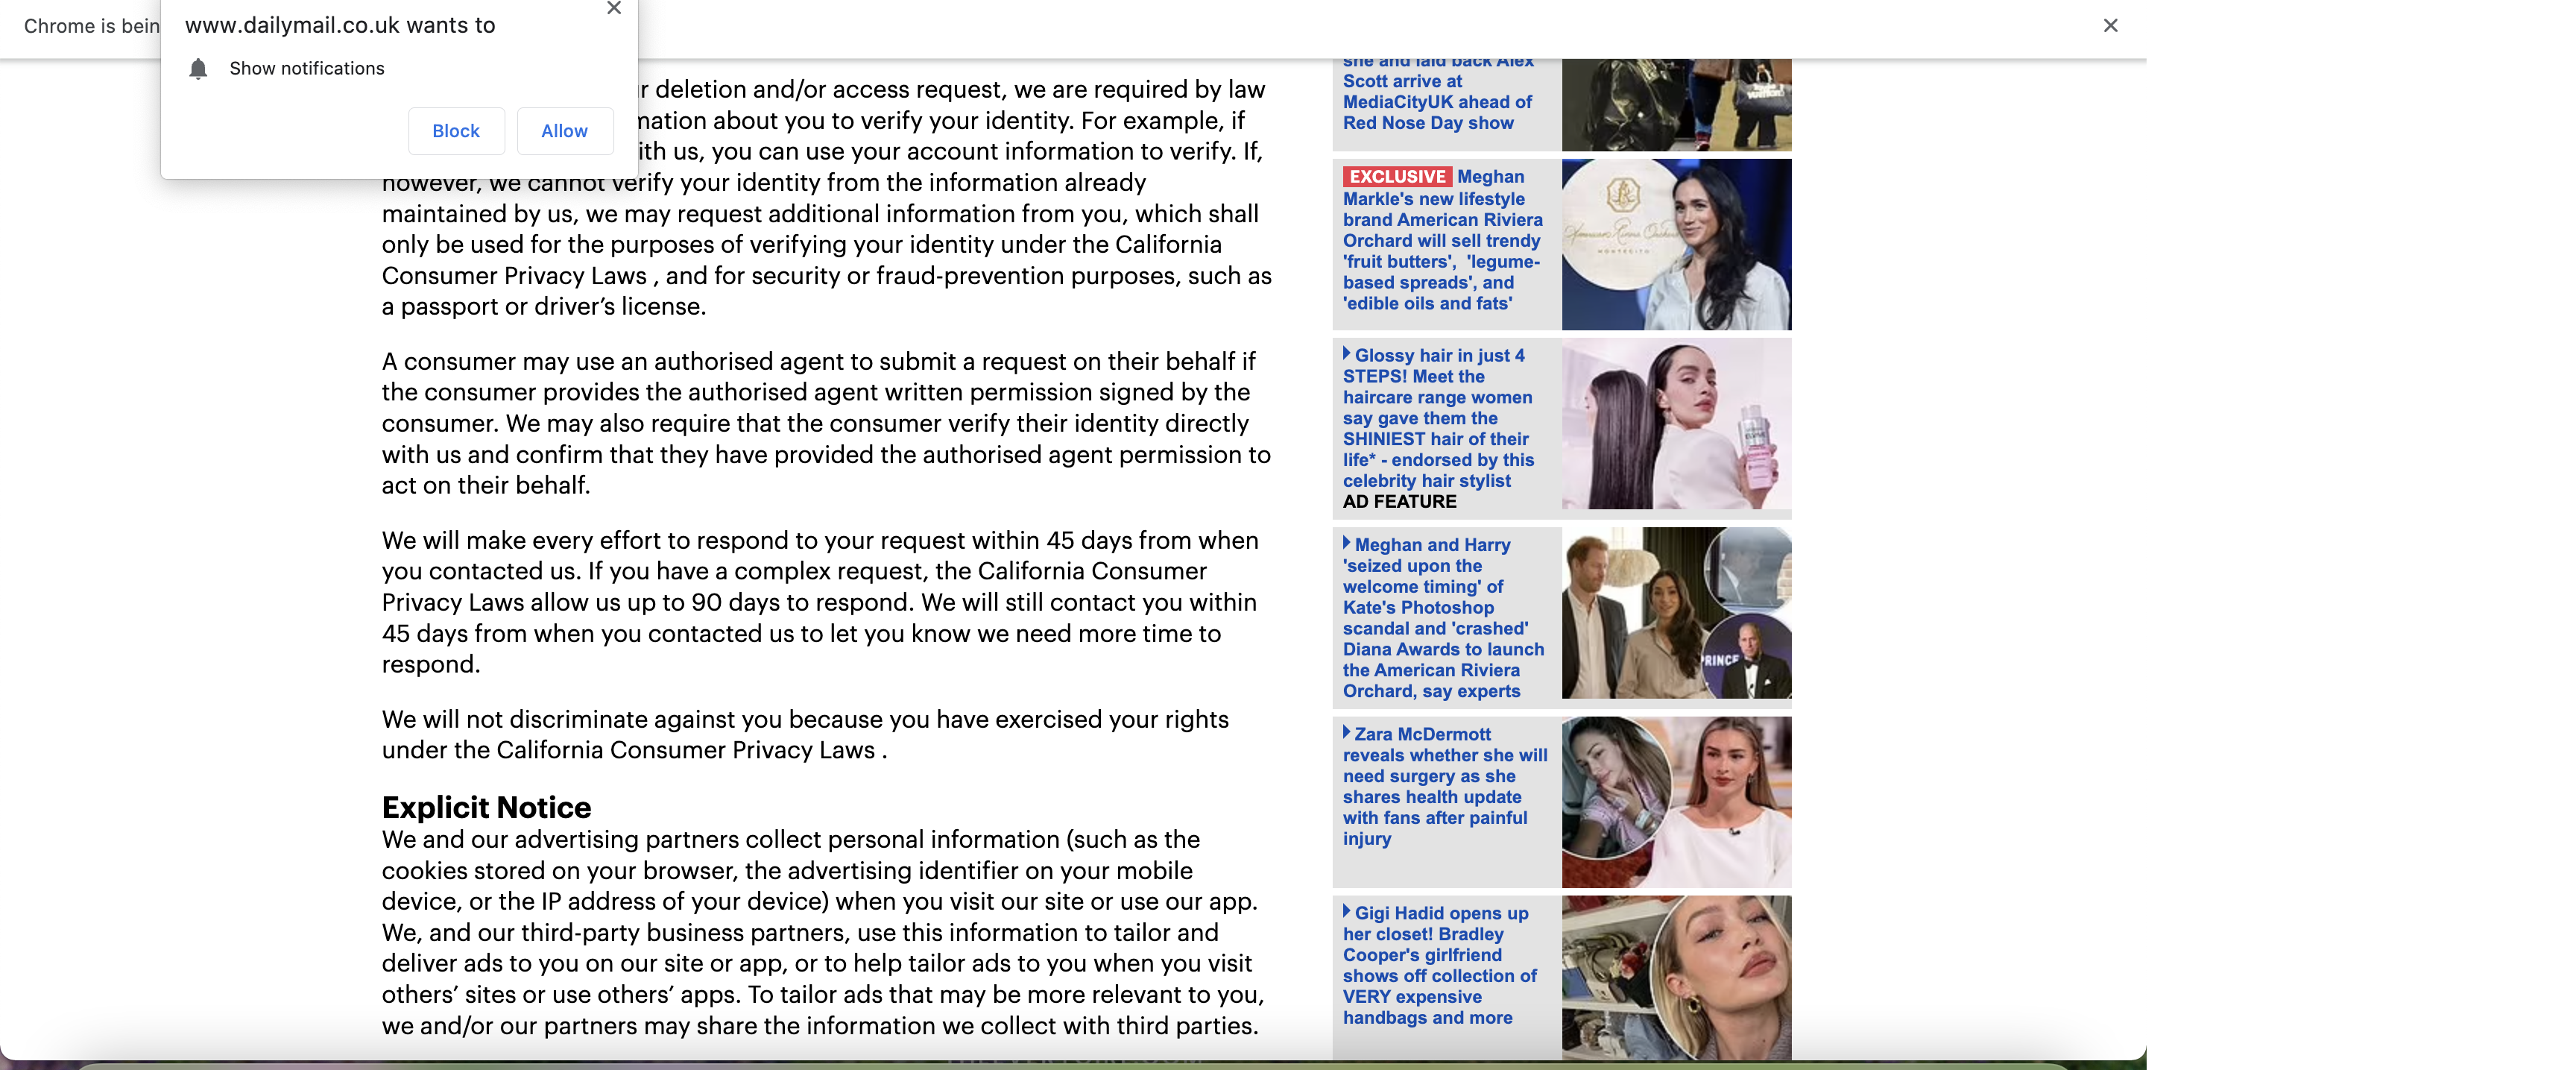 Chrome is bein
www.dailymail.co.uk wants to
Show notifications
Block
Allow
r deletion and/or access request, we are required by law
mation about you to verify your identity. For example, if
ith us, you can use your account information to verify. If,
however, we cannot verify your identity from the information already
maintained by us, we may request additional information from you, which shall
only be used for the purposes of verifying your identity under the California
Consumer Privacy Laws , and for security or fraud-prevention purposes, such as
a passport or driver’s license.
A consumer may use an authorised agent to submit a request on their behalf if
the consumer provides the authorised agent written permission signed by the
consumer. We may also require that the consumer verify their identity directly
with us and confirm that they have provided the authorised agent permission to
act on their behalf.
We will make every effort to respond to your request within 45 days from when
you contacted us. If you have a complex request, the California Consumer
Privacy Laws allow us up to 90 days to respond. We will still contact you within
45 days from when you contacted us to let you know we need more time to
respond.
We will not discriminate against you because you have exercised your rights
under the California Consumer Privacy Laws .
Explicit Notice
We and our advertising partners collect personal information (such as the
cookies stored on your browser, the advertising identifier on your mobile
device, or the IP address of your device) when you visit our site or use our app.
We, and our third-party business partners, use this information to tailor and
deliver ads to you on our site or app, or to help tailor ads to you when you visit
others’ sites or use others’ apps. To tailor ads that may be more relevant to you,
we and/or our partners may share the information we collect with third parties.
she and laid back Alex
Scott arrive at
MediaCityUK ahead of
Red Nose Day show
EXCLUSIVE Meghan
Markle's new lifestyle
brand American Riviera
Orchard will sell trendy
'fruit butters', 'legume-
based spreads', and
'edible oils and fats'
MONTECITO
Glossy hair in just 4
STEPS! Meet the
haircare range women
say gave them the
SHINIEST hair of their
life* - endorsed by this
celebrity hair stylist
AD FEATURE
Meghan and Harry
'seized upon the
welcome timing' of
Kate's Photoshop
scandal and 'crashed'
Diana Awards to launch
the American Riviera
Orchard, say experts
PRINCE
Zara McDermott
reveals whether she will
need surgery as she
shares health update
with fans after painful
injury
Gigi Hadid opens up
her closet! Bradley
Cooper's girlfriend
shows off collection of
VERY expensive
handbags and more